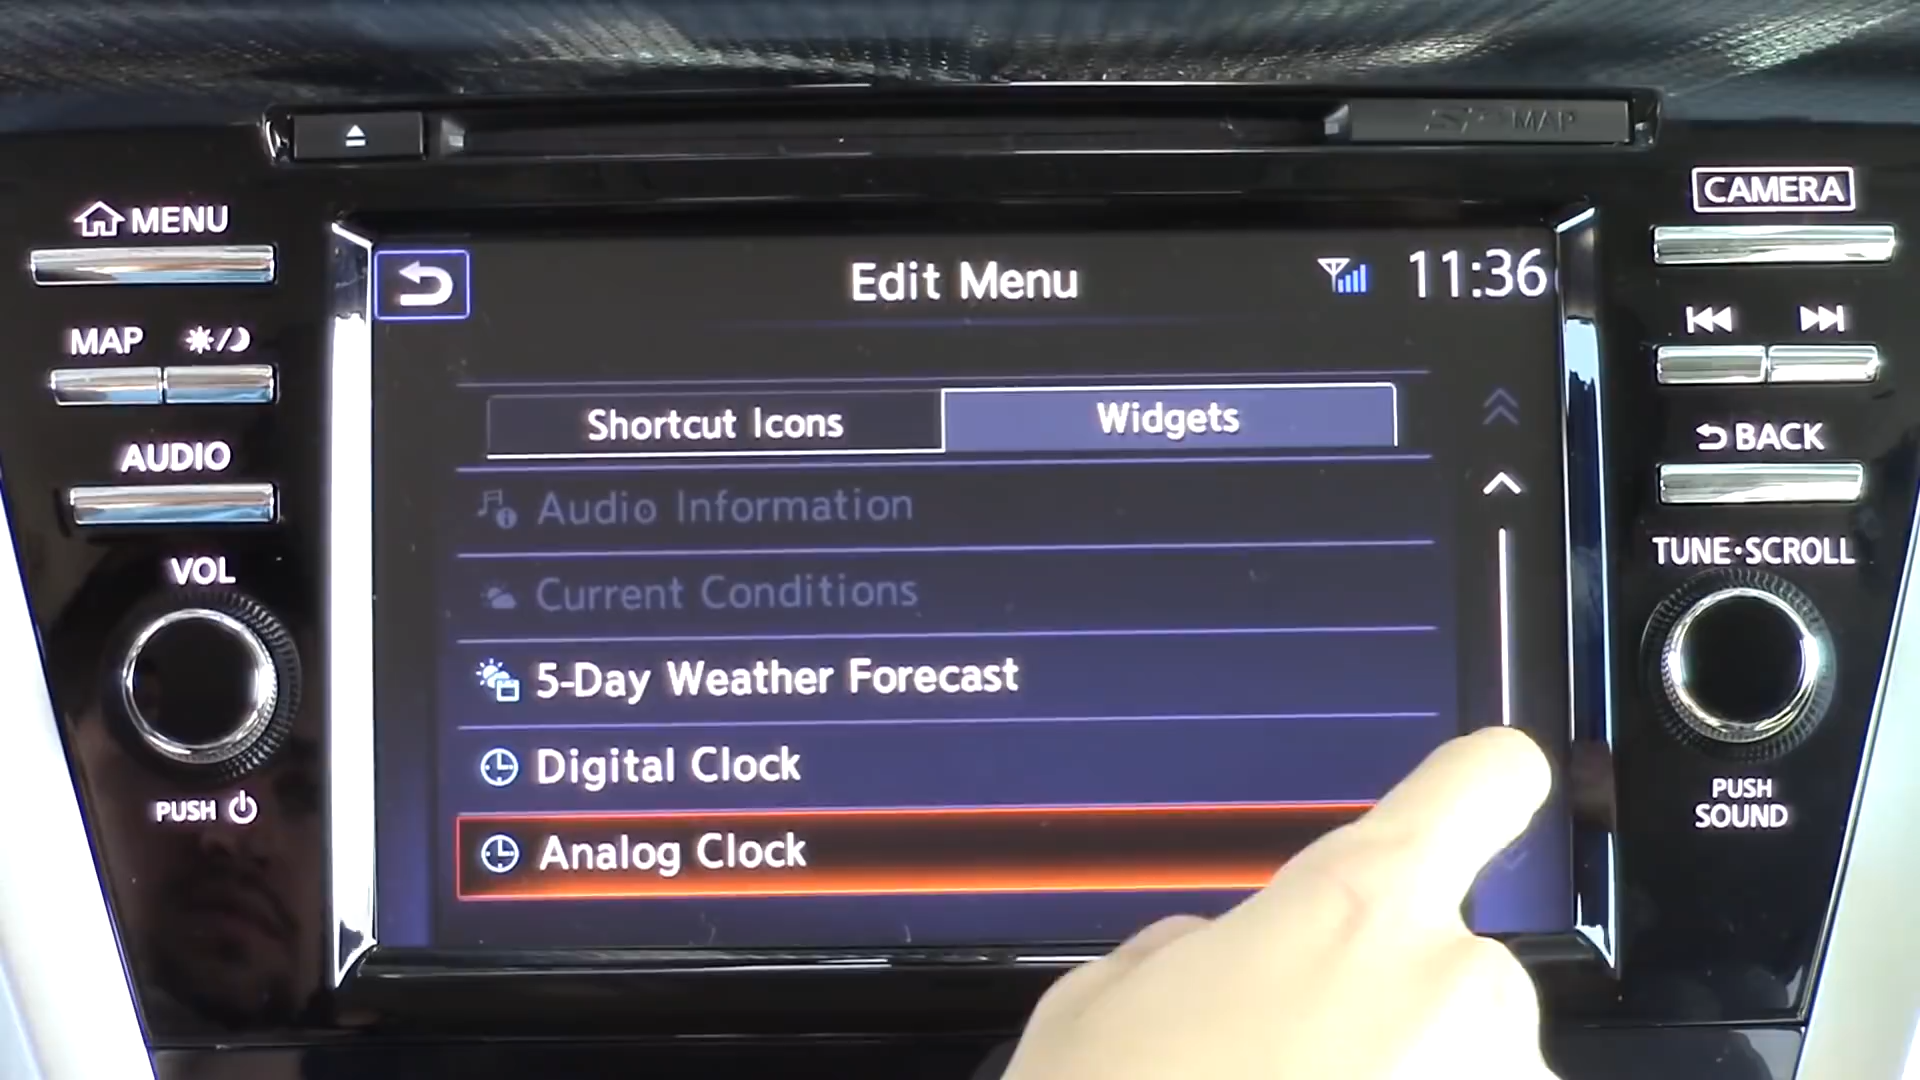 MAP
MENU
CAMERA
Edit Menu
11:36
MAP
BACK
Shortcut Icons
Widgets
AUDIO
Audio Information
VOL
TUNE·SCROLL
Current Conditions
5-Day Weather Forecast
Digital Clock
PUSH
PUSH
SOUND
Analog Clock